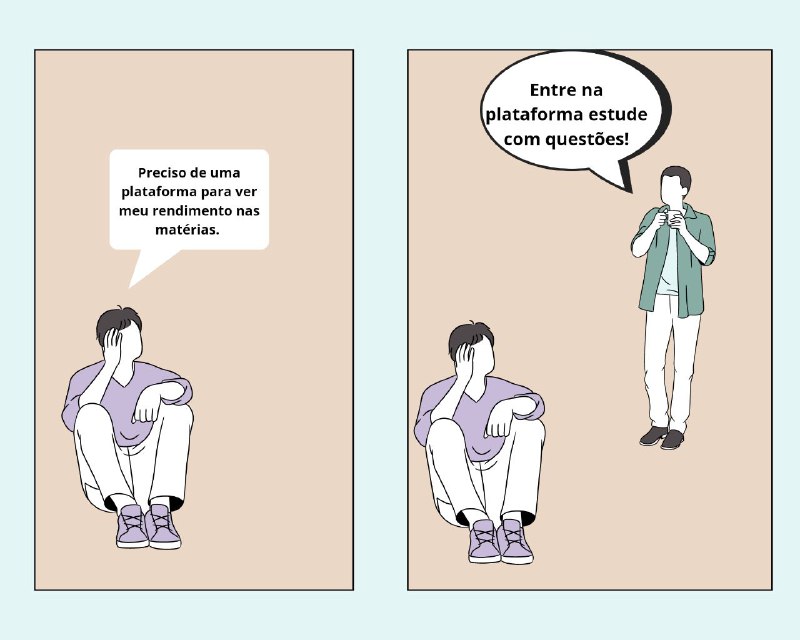 Preciso de uma
plataforma para ver
meu rendimento nas
matérias.
Entre na
plataforma estude
com questões!